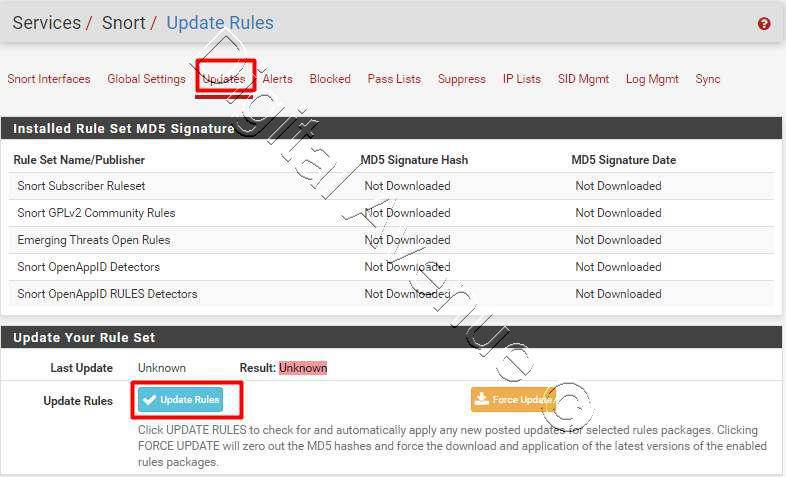 Services / Snort / Update Rules
Snort Interfaces Global Settings Updates Alerts Blocked Pass Lists Suppress IP Lists SID Mgmt Log Mgmt Sync
Installed Rule Set MD5 Signature
Rule Set Name/Publisher MD5 Signature Hash MD5 Signature Date
Snort Subscriber Ruleset Not Downloaded Not Downloaded
Snort GPLv2 Community Rules Not Downloaded Not Downloaded
Emerging Threats Open Rules Not Downloaded Not Downloaded
Snort OpenAppID Detectors Not Downloaded Not Downloaded
Snort OpenAppID RULES Detectors Not Downloaded Not Downloaded
Update Your Rule Set
Last Update Unknown Result: Unknown
Update Rules Update Rules Force Update
Click UPDATE RULES to check for and automatically apply any new posted updates for selected rules packages. Clicking
FORCE UPDATE will zero out the MD5 hashes and force the download and application of the latest versions of the enabled
rules packages.
Digital Avenue ©